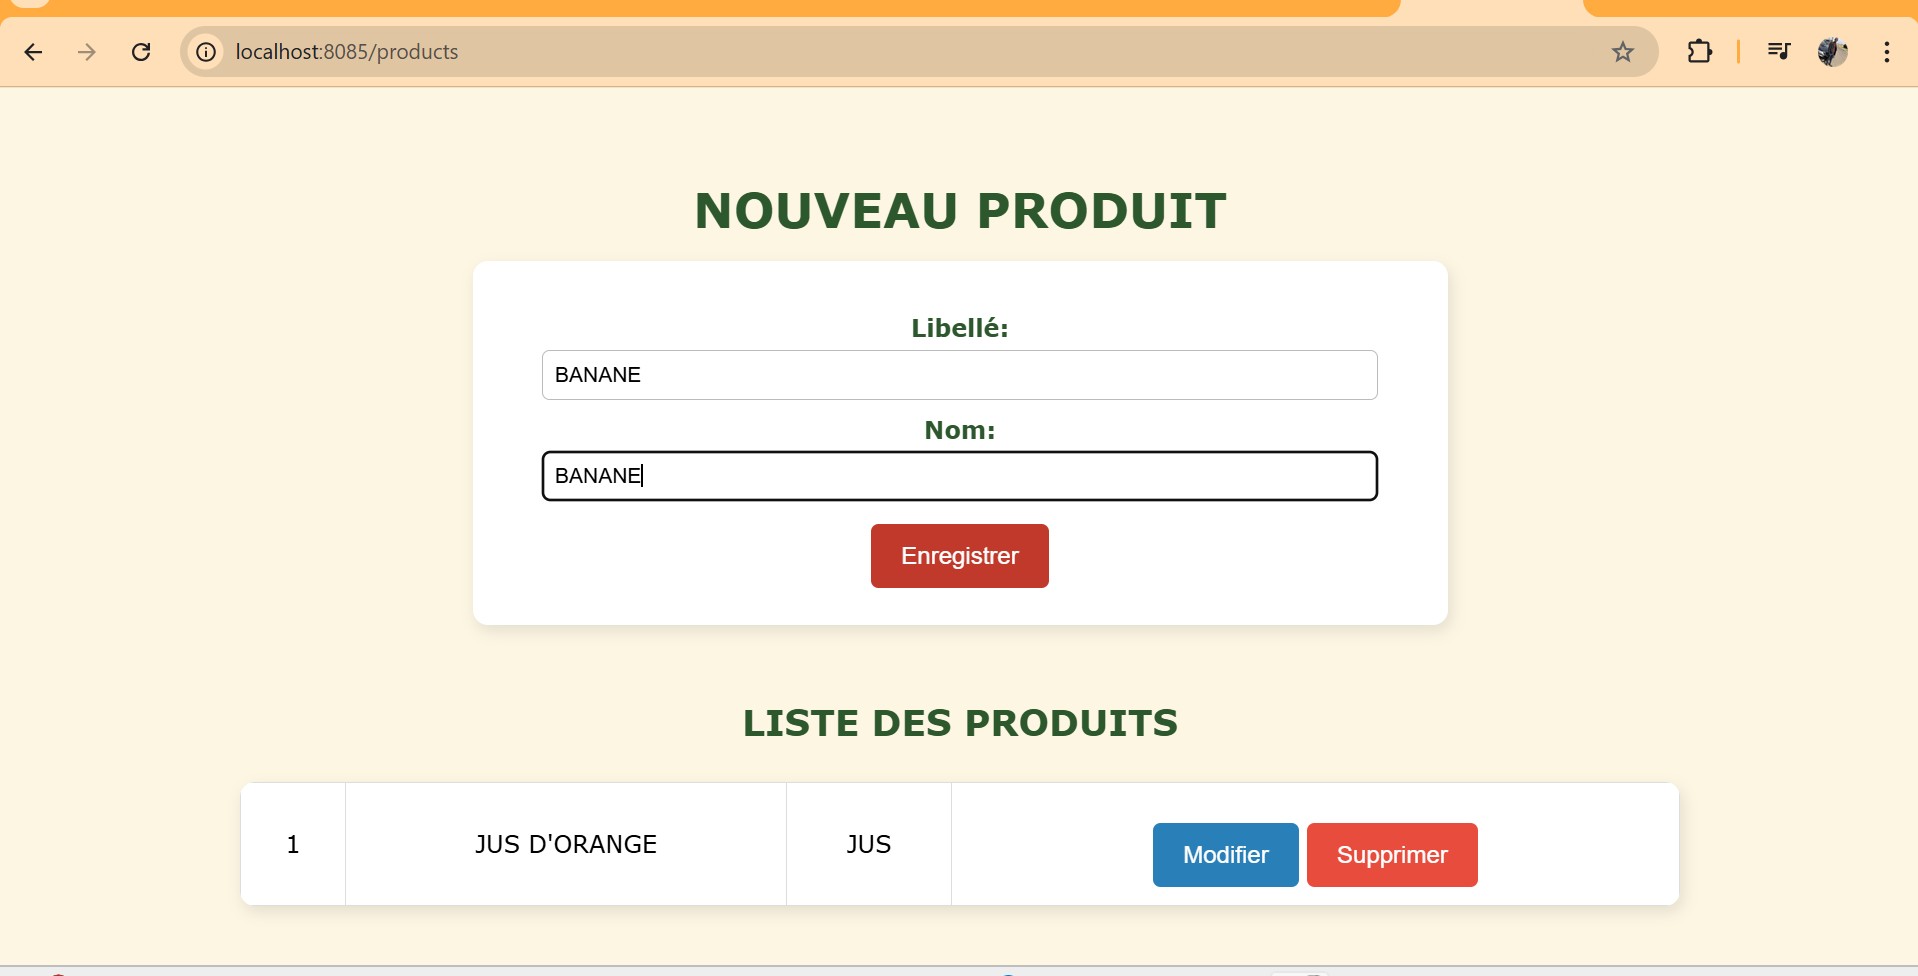 localhost:8085/products
NOUVEAU PRODUIT
Libellé:
BANANE
Nom:
BANANE
Enregistrer
LISTE DES PRODUITS
1 JUS D'ORANGE JUS Modifier Supprimer